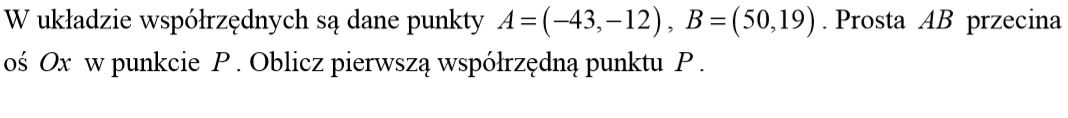 W układzie współrzędnych są dane punkty A=(−43,−12), B=(50,19). Prosta AB przecina
oś Ox w punkcie P. Oblicz pierwszą współrzędną punktu P.